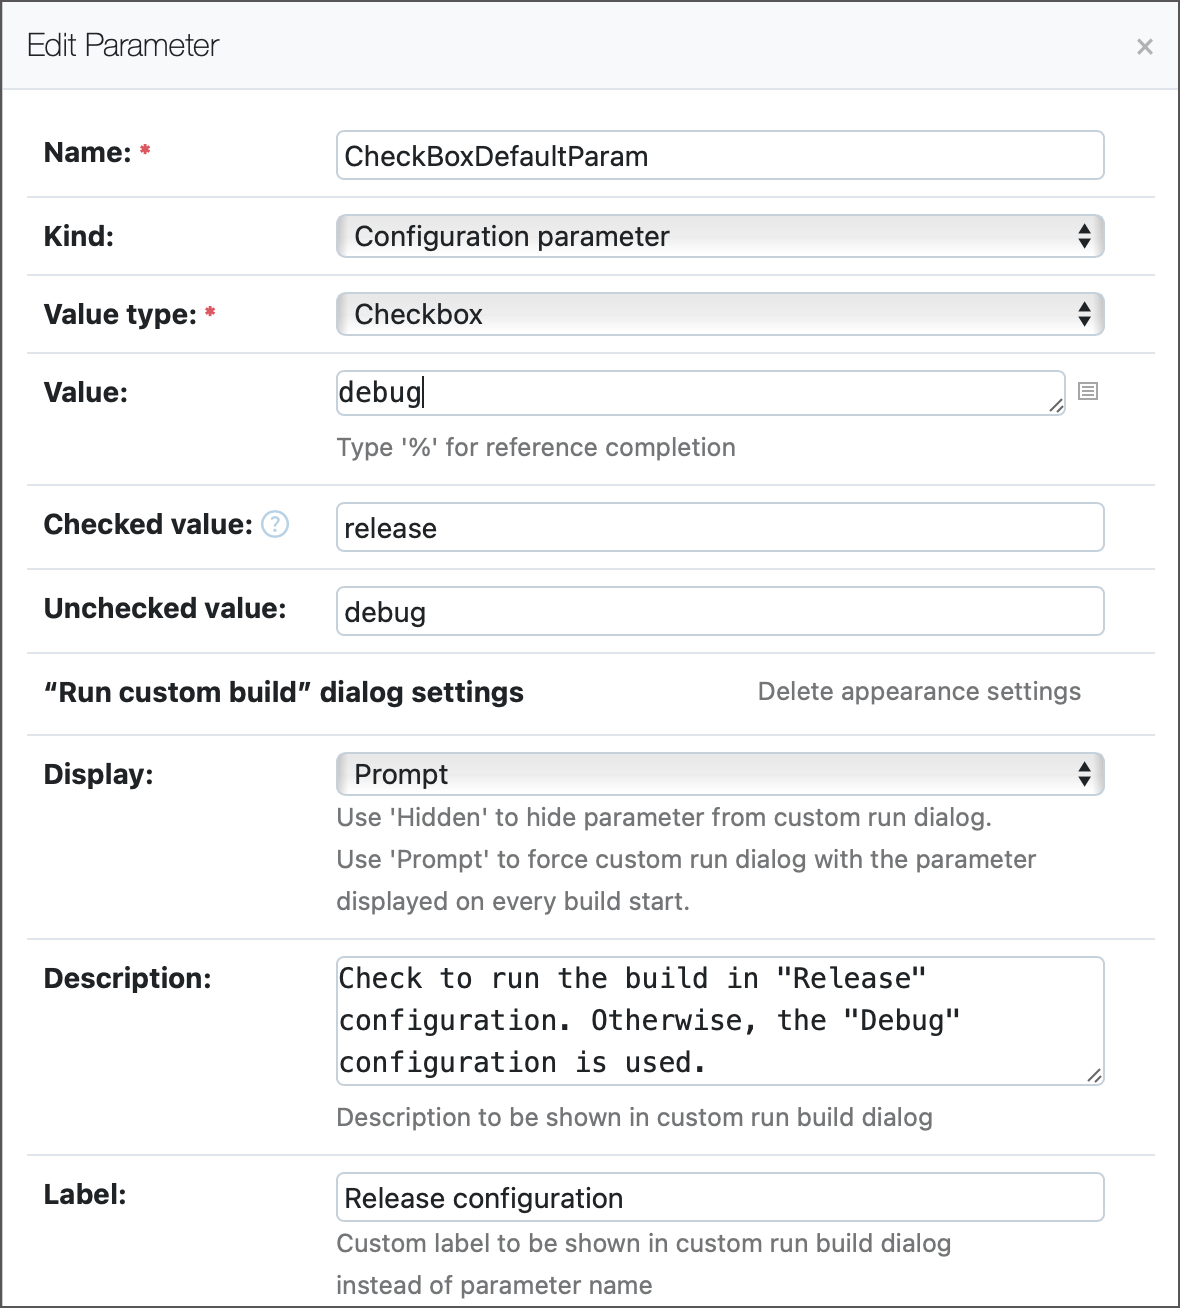 Edit Parameter ×
Name: * CheckBoxDefaultParam
Kind: Configuration parameter
Value type: * Checkbox
Value: debug
Type '%' for reference completion
Checked value: ? release
Unchecked value: debug
“Run custom build” dialog settings Delete appearance settings
Display: Prompt
Use 'Hidden' to hide parameter from custom run dialog.
Use 'Prompt' to force custom run dialog with the parameter
displayed on every build start.
Description: Check to run the build in "Release"
configuration. Otherwise, the "Debug"
configuration is used.
Description to be shown in custom run build dialog
Label: Release configuration
Custom label to be shown in custom run build dialog
instead of parameter name